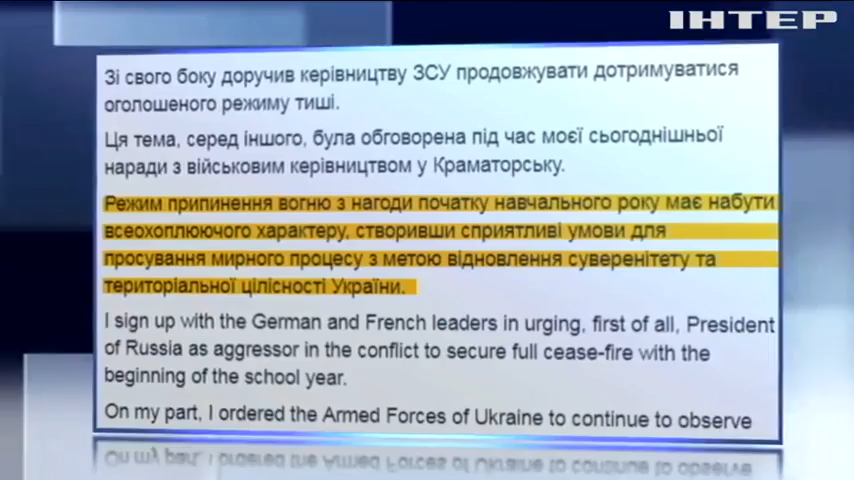 ІНТЕР
Зі свого боку доручив керівництву ЗСУ продовжувати дотримуватися
оголошеного режиму тиші.
Ця тема, серед іншого, була обговорена під час моєї сьогоднішньої
наради з військовим керівництвом у Краматорську.
Режим припинення вогню з нагоди початку навчального року має набути
всеохоплюючого характеру, створивши сприятливі умови для
просування мирного процесу з метою відновлення суверенітету та
територіальної цілісності України.
I sign up with the German and French leaders in urging, first of all, President
of Russia as aggressor in the conflict to secure full cease-fire with the
beginning of the school year.
On my part, I ordered the Armed Forces of Ukraine to continue to observe